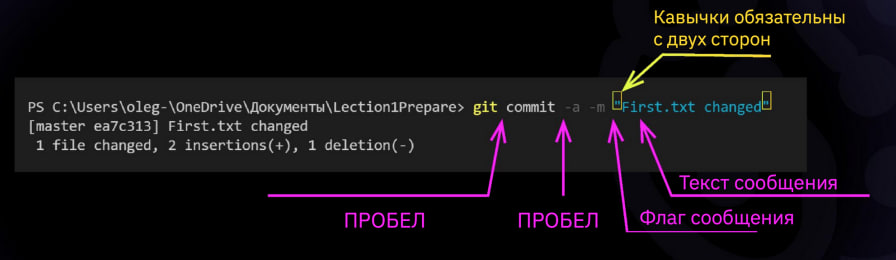 Кавычки обязательны
с двух сторон
PS C:\Users\oleg-\OneDrive\Документы\Lection1Prepare> git commit -a -m "First.txt changed"
[master ea7c313] First.txt changed
1 file changed, 2 insertions(+), 1 deletion(-)
Текст сообщения
ПРОБЕЛ ПРОБЕЛ Флаг сообщения